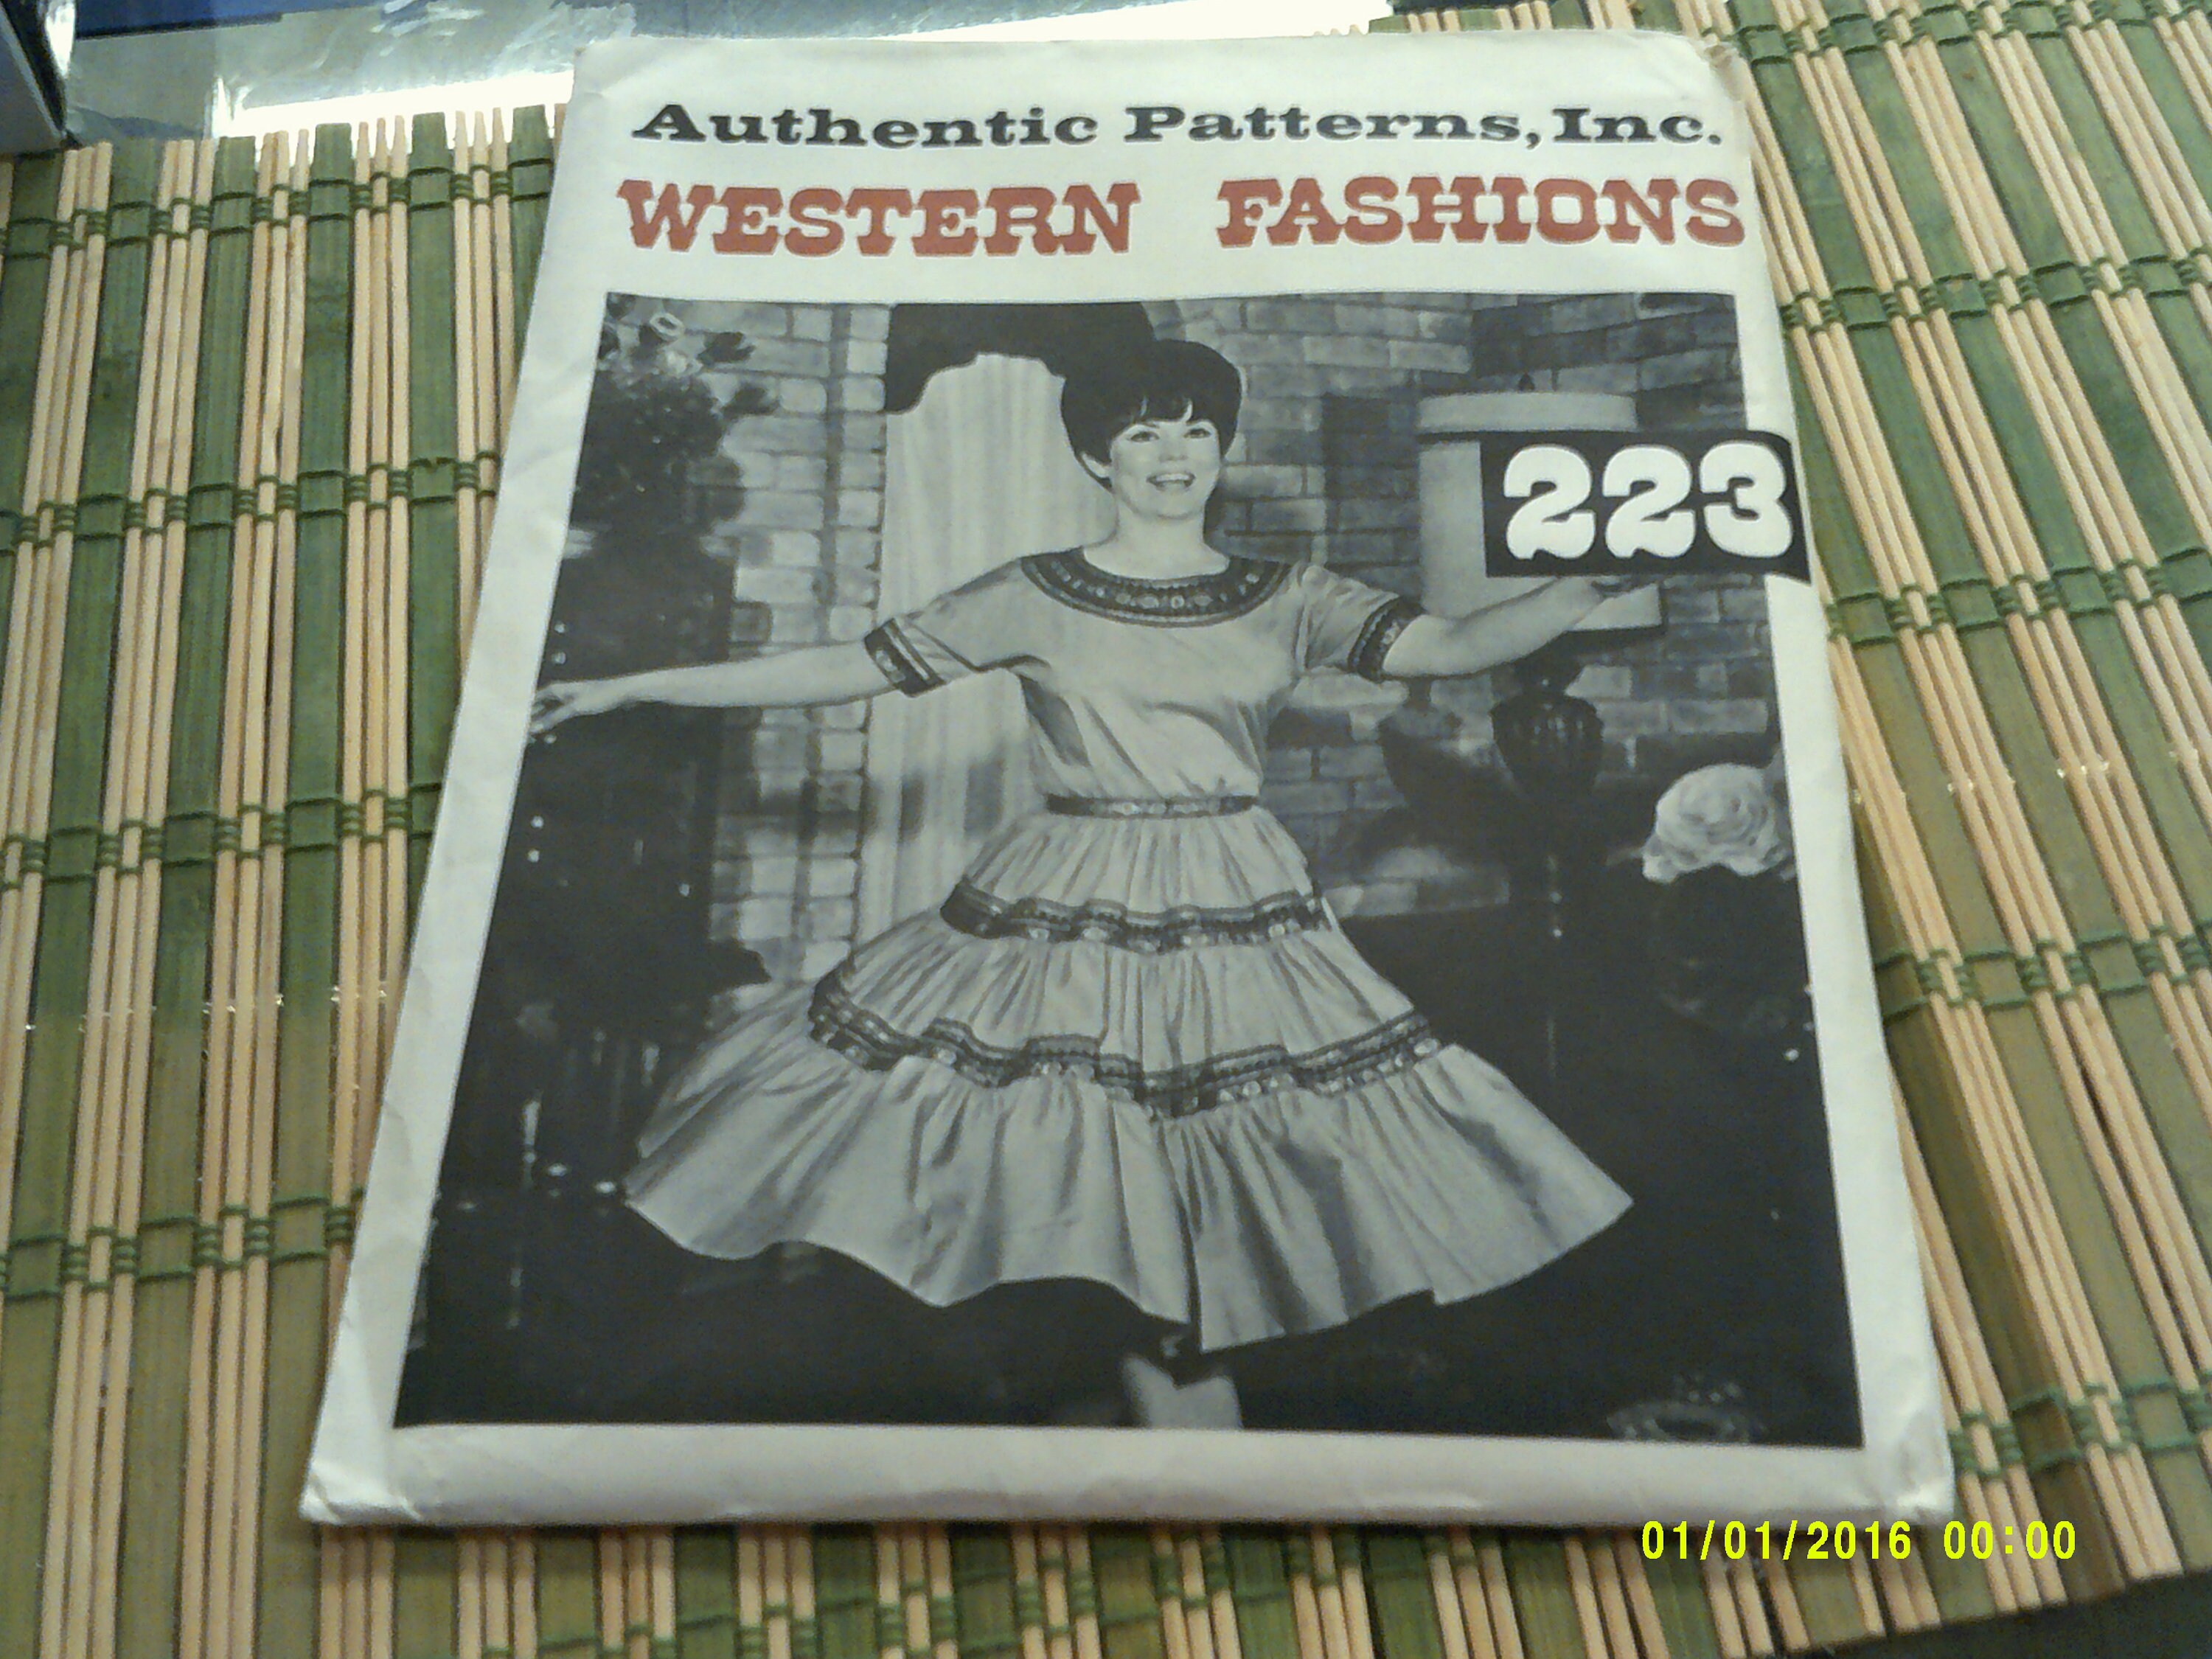 Authentic Patterns, Inc.
WESTERN FASHIONS
223
01/01/2016 00:00